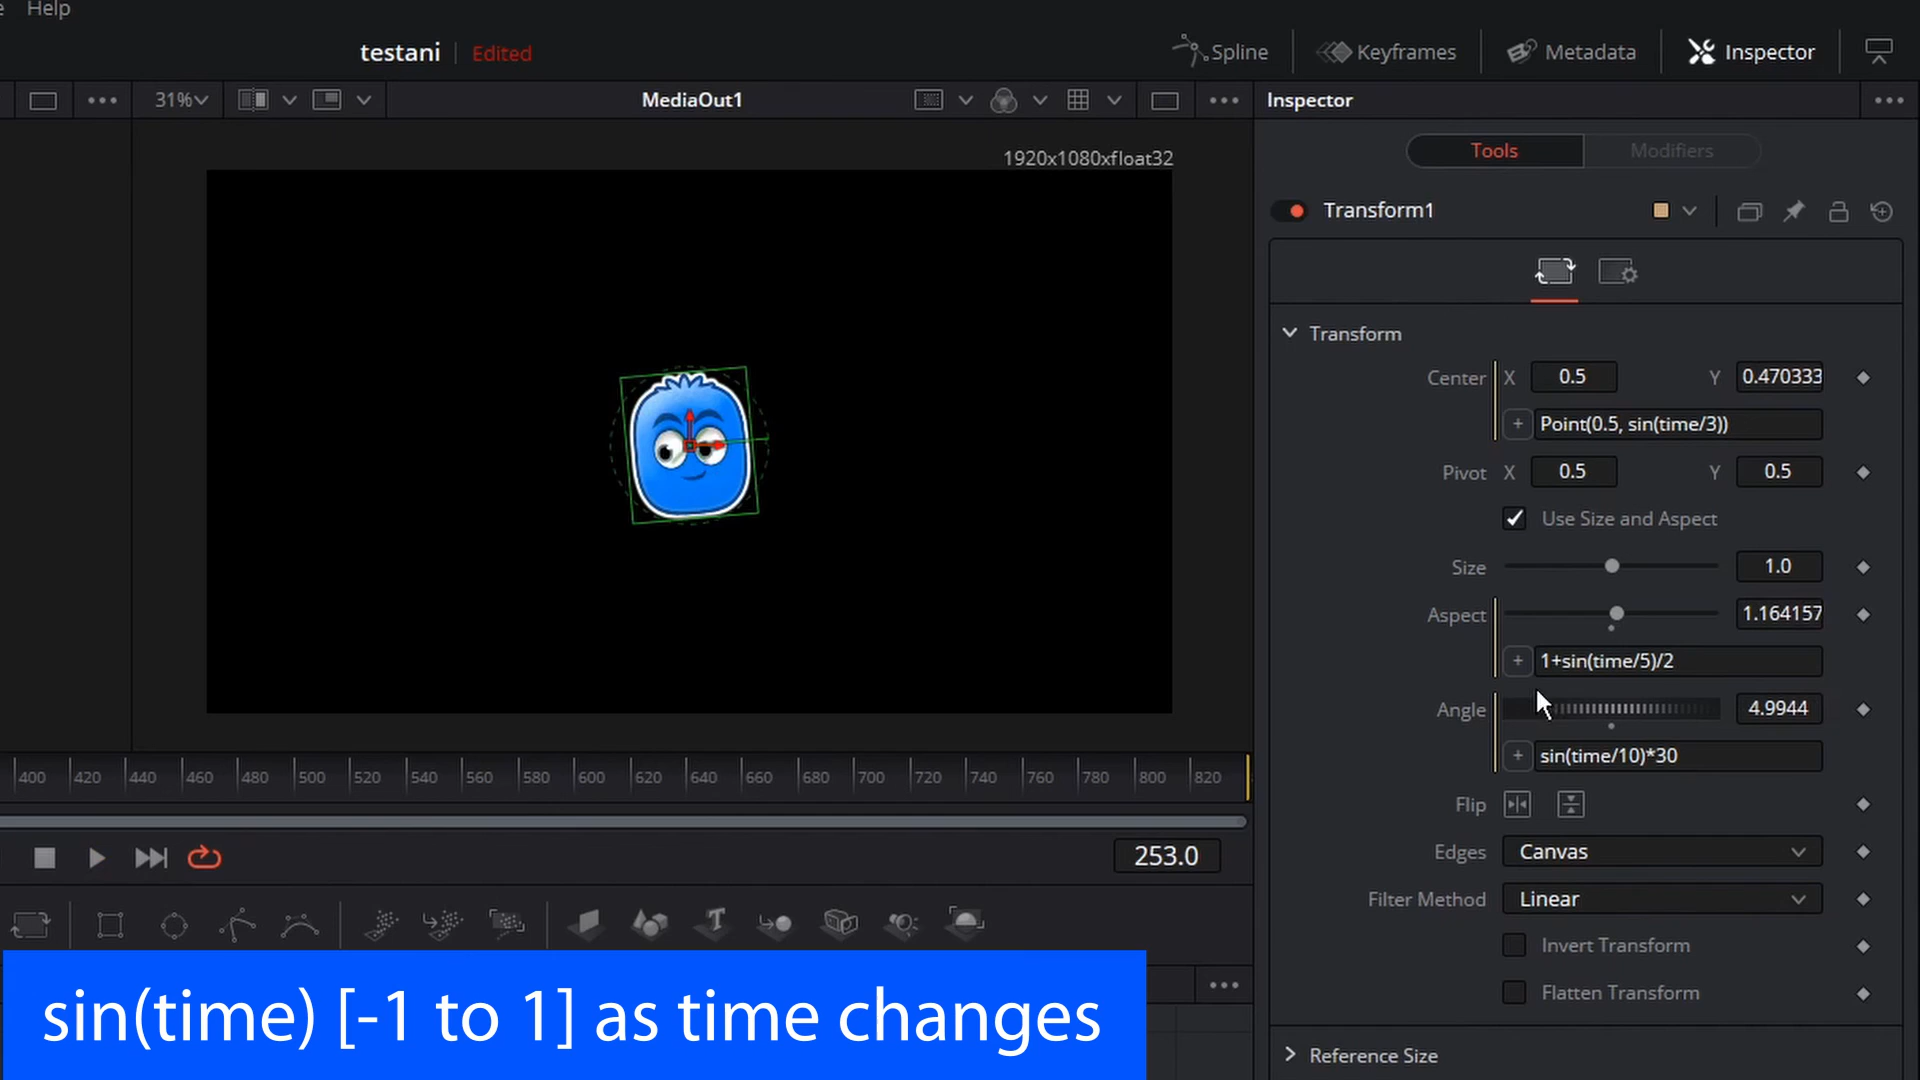 Help
testani
Edited
Spline
Keyframes
Metadata
Inspector
31%
MediaOut1
Inspector
1920x1080xfloat32
Tools
Modifiers
Transform1
Transform
Center X 0.5 Y 0.470333
Point(0.5, sin(time/3))
Pivot X 0.5 Y 0.5
Use Size and Aspect
Size 1.0
Aspect 1.164157
1+sin(time/5)/2
Angle 4.9944
sin(time/10)*30
Flip
Edges Canvas
Filter Method Linear
Invert Transform
Flatten Transform
Reference Size
400 420 440 460 480 500 520 540 560 580 600 620 640 660 680 700 720 740 760 780 800 820
253.0
sin(time) [-1 to 1] as time changes